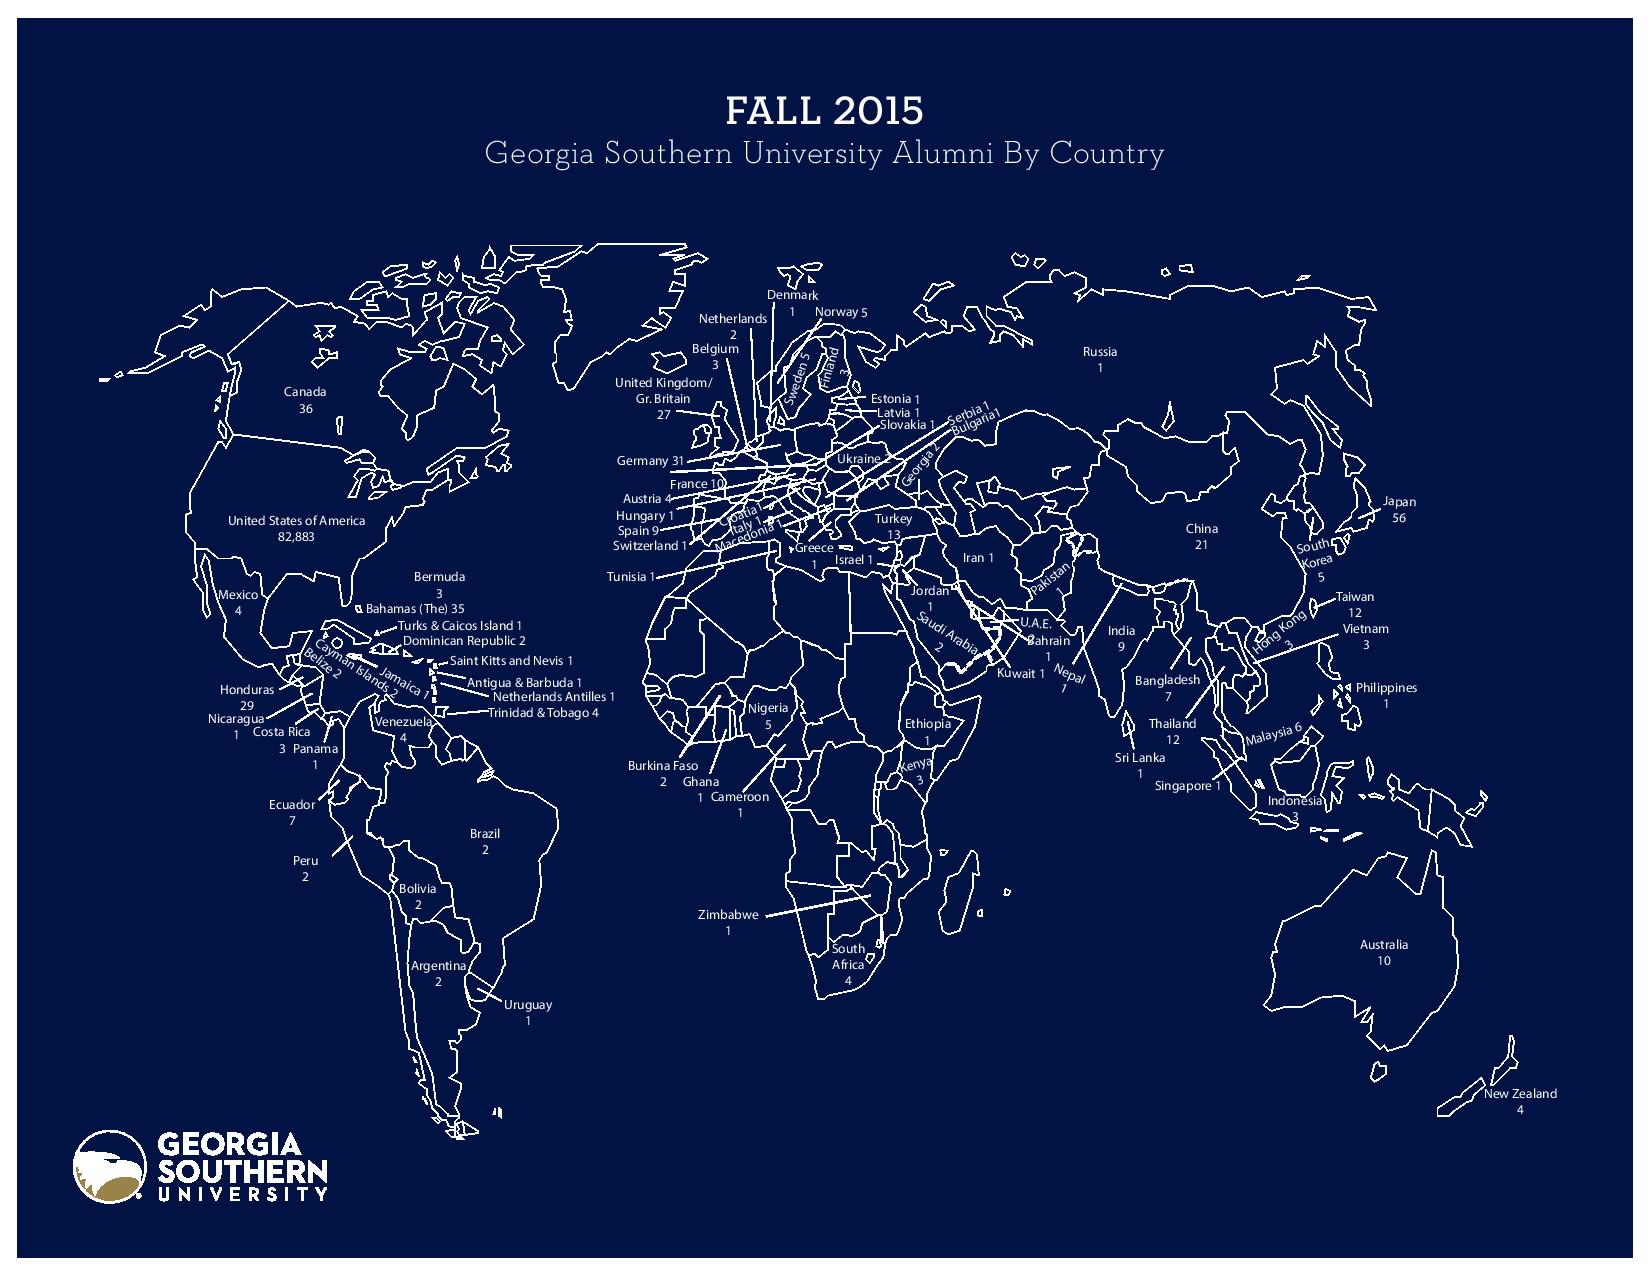 FALL 2015
Georgia Southern University Alumni By Country
Denmark
1
Norway 5
Netherlands
2
Belgium
3
United Kingdom/
Gr. Britain
27
Sweden 5
Finland
3
Russia
1
Canada
36
Estonia 1
Latvia 1
Slovakia 1
Serbia 1
Bulgaria 1
Germany 31
Ukraine
Georgia 2
France 10
Austria 4
Hungary 1
Spain 9
Switzerland 1
Croatia 1
Italy 1
Macedonia 1
Greece
1
Turkey
13
Israel 1
Iran 1
Pakistan
1
China
21
Japan
56
South
Korea
5
United States of America
82,883
Tunisia 1
Bermuda
3
Mexico
4
Bahamas (The) 35
Turks & Caicos Island 1
Dominican Republic 2
Cayman Islands 2
Belize 2
Jamaica 1
Saint Kitts and Nevis 1
Antigua & Barbuda 1
Netherlands Antilles 1
Trinidad & Tobago 4
Honduras
29
Nicaragua
1
Costa Rica
3
Panama
1
Venezuela
4
Jordan
1
Saudi Arabia
2
U.A.E.
Bahrain
1
Kuwait 1
Nepal
1
India
9
Taiwan
12
Hong Kong
3
Vietnam
3
Bangladesh
7
Philippines
1
Thailand
12
Malaysia 6
Sri Lanka
1
Singapore 1
Indonesia
3
Nigeria
5
Ethiopia
1
Kenya
3
Burkina Faso
2
Ghana
1
Cameroon
1
Ecuador
7
Peru
2
Brazil
2
Bolivia
2
Argentina
2
Uruguay
1
Zimbabwe
1
South
Africa
4
Australia
10
New Zealand
4
GEORGIA
SOUTHERN
UNIVERSITY